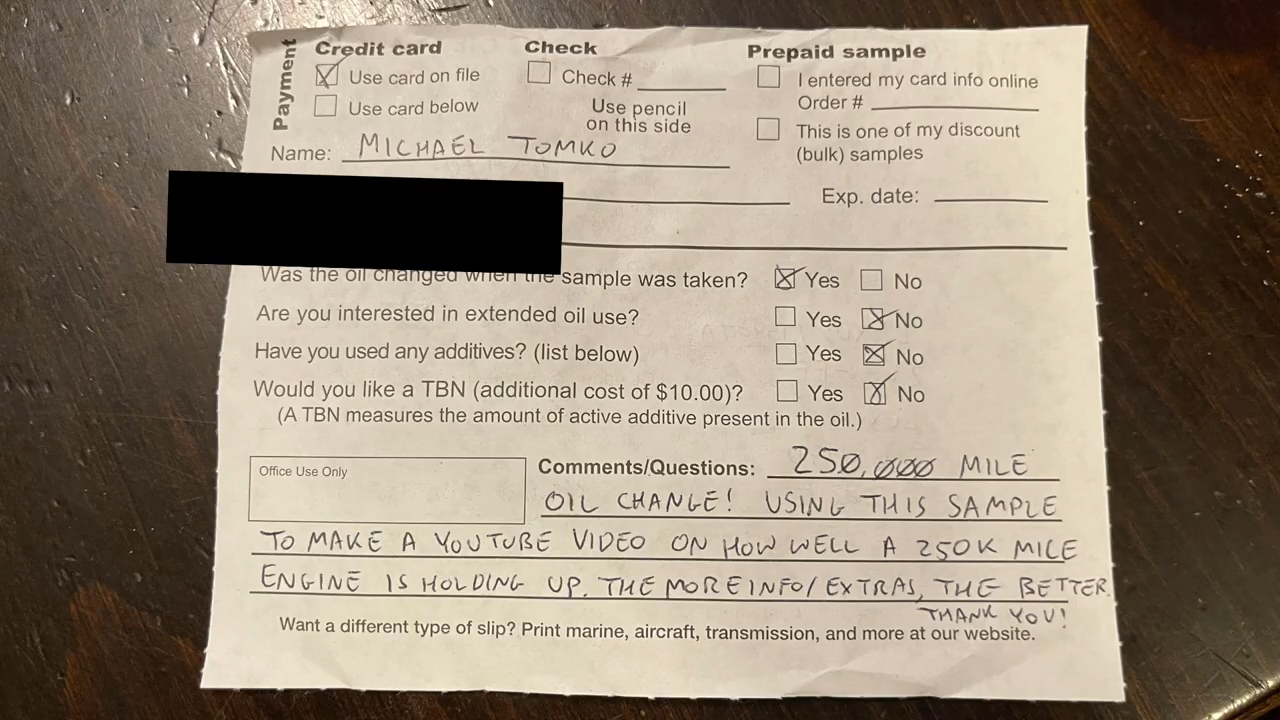 Payment
Credit card Check Prepaid sample
Use card on file Check # I entered my card info online
Use card below Use pencil Order #
on this side This is one of my discount
Name: MICHAEL TOMKO (bulk) samples
Exp. date:
Was the oil changed when the sample was taken? Yes No
Are you interested in extended oil use? Yes No
Have you used any additives? (list below) Yes No
Would you like a TBN (additional cost of $10.00)? Yes No
(A TBN measures the amount of active additive present in the oil.)
Office Use Only Comments/Questions: 250,000 MILE
OIL CHANGE! USING THIS SAMPLE
TO MAKE A YOUTUBE VIDEO ON HOW WELL A 250K MILE
ENGINE IS HOLDING UP. THE MORE INFO/EXTRAS, THE BETTER.
THANK YOU!
Want a different type of slip? Print marine, aircraft, transmission, and more at our website.